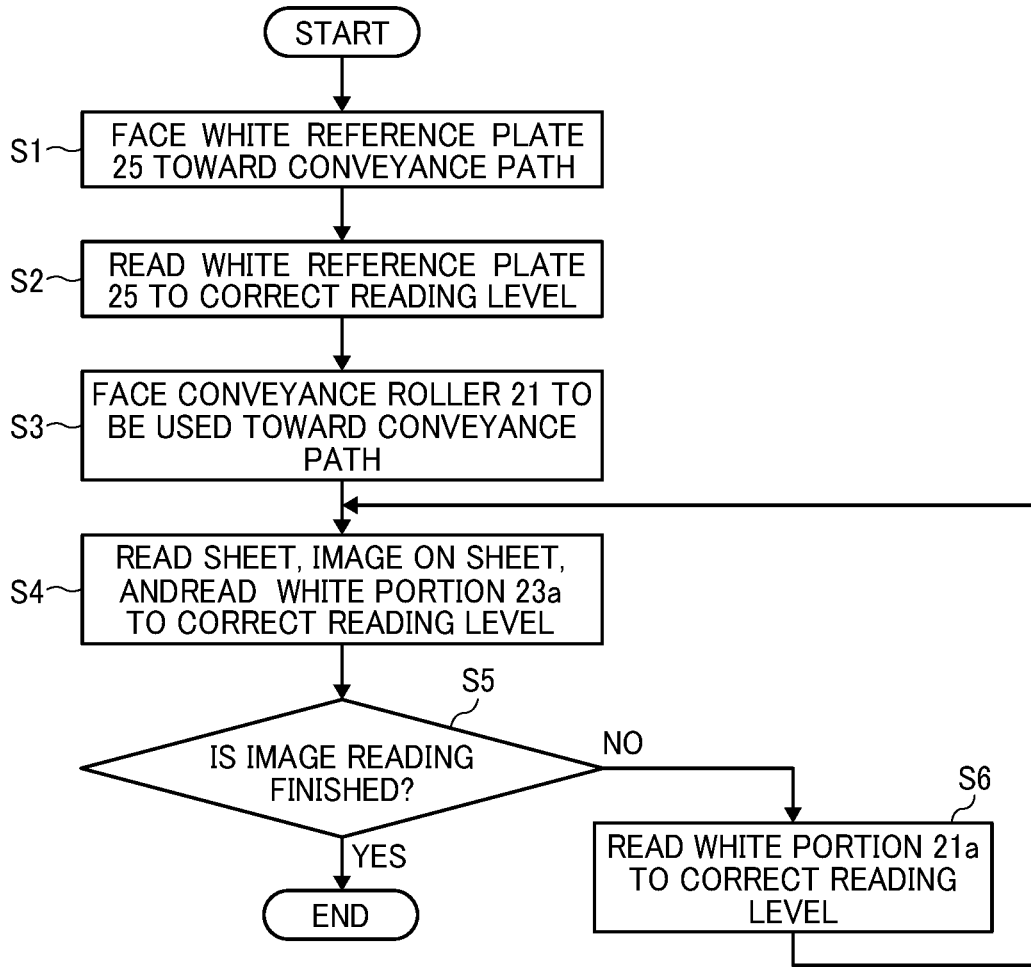 START
S1
FACE WHITE REFERENCE PLATE
25 TOWARD CONVEYANCE PATH
S2
READ WHITE REFERENCE PLATE
25 TO CORRECT READING LEVEL
S3
FACE CONVEYANCE ROLLER 21 TO
BE USED TOWARD CONVEYANCE
PATH
S4
READ SHEET, IMAGE ON SHEET,
ANDREAD WHITE PORTION 23a
TO CORRECT READING LEVEL
S5
IS IMAGE READING
FINISHED?
NO
YES
END
S6
READ WHITE PORTION 21a
TO CORRECT READING
LEVEL